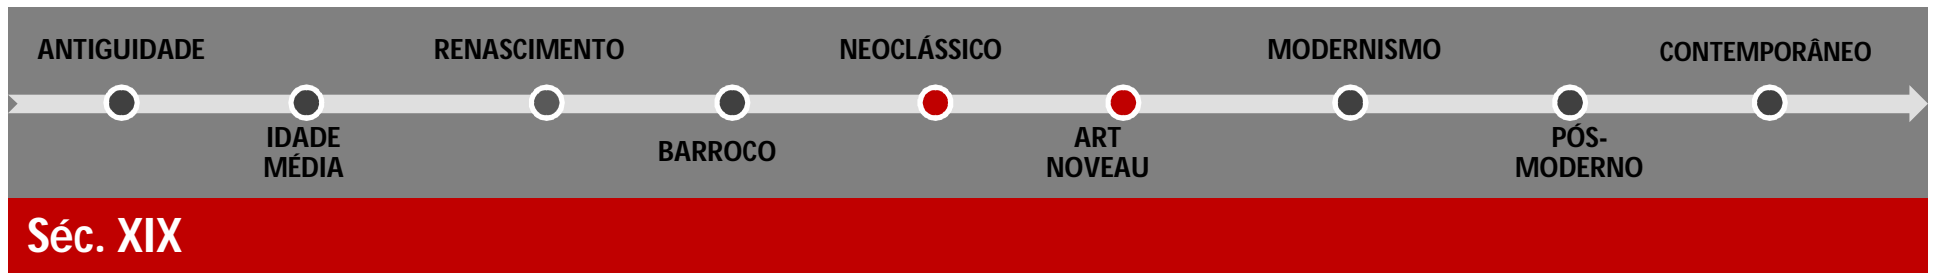 ANTIGUIDADE
RENASCIMENTO
NEOCLÁSSICO
MODERNISMO
CONTEMPORÂNEO
IDADE
MÉDIA
BARROCO
ART
NOVEAU
PÓS-
MODERNO
Séc. XIX